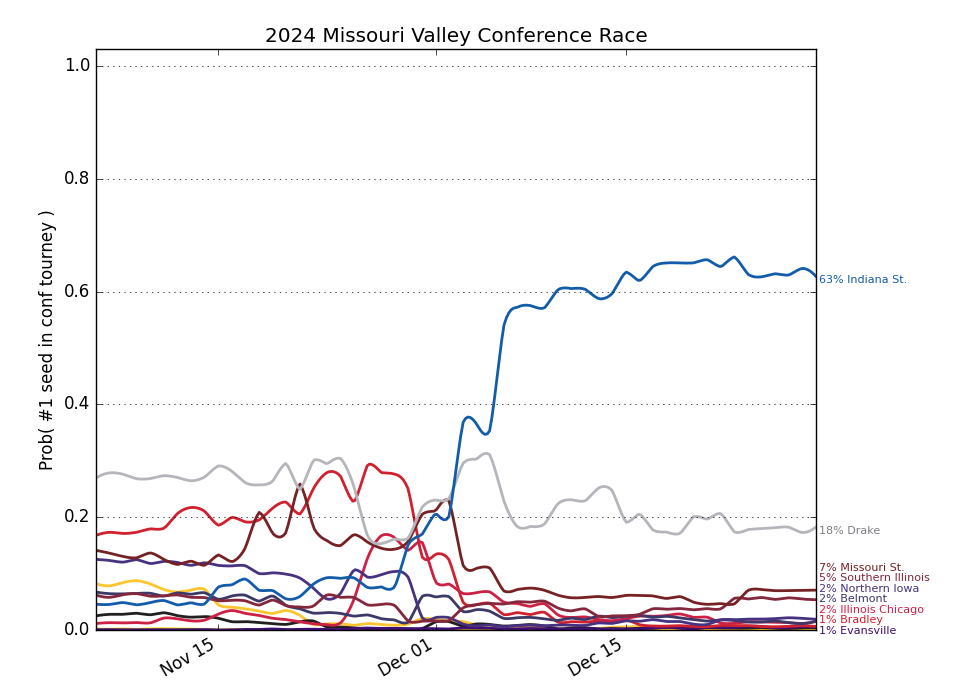 2024 Missouri Valley Conference Race
Prob( #1 seed in conf tourney )
1.0
0.8
0.6
0.4
0.2
0.0
Nov 15
Dec 01
Dec 15
63% Indiana St.
18% Drake
7% Missouri St.
5% Southern Illinois
2% Northern Iowa
2% Belmont
2% Illinois Chicago
1% Bradley
1% Evansville